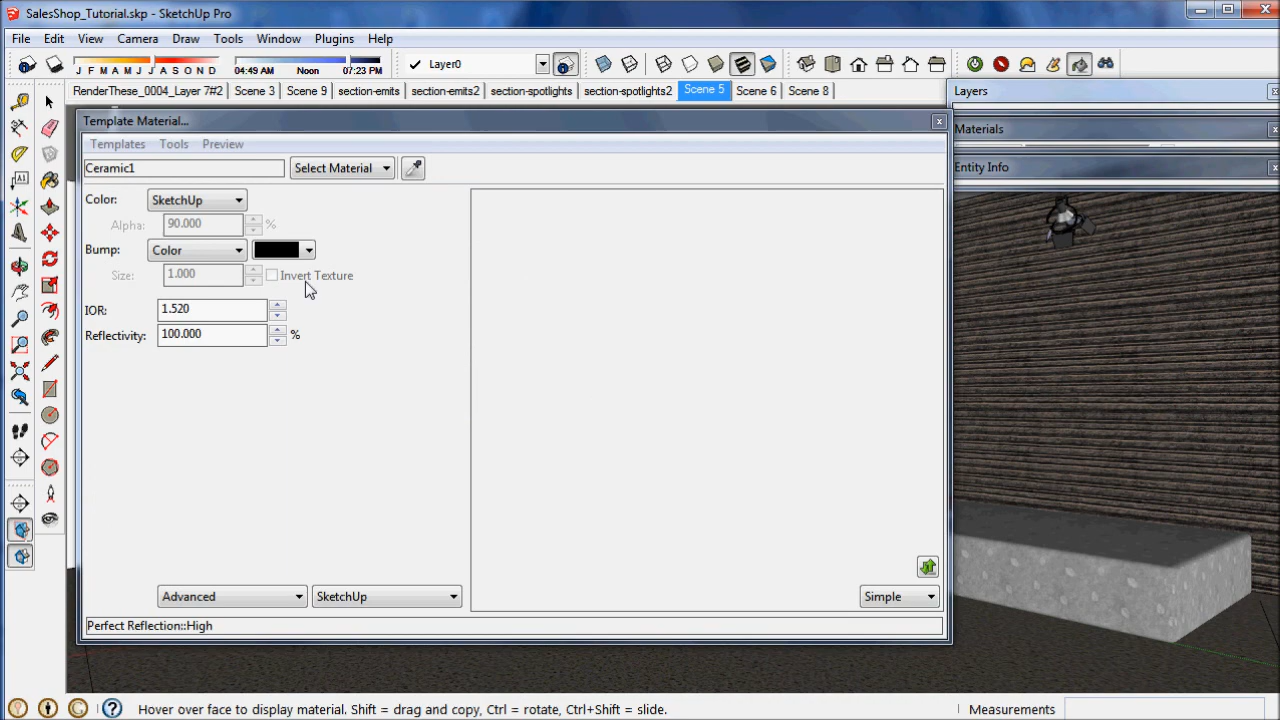 SalesShop_Tutorial.skp - SketchUp Pro
File Edit View Camera Draw Tools Window Plugins Help
J F M A M J J A S O N D 04:49 AM Noon 07:23 PM Layer0
RenderThese_0004_Layer 7#2 Scene 3 Scene 9 section-emits section-emits2 section-spotlights section-spotlights2 Scene 5 Scene 6 Scene 8 Layers
Template Material...
Materials
Templates Tools Preview
Ceramic1 Select Material Entity Info
Color: SketchUp
Alpha: 90.000 %
Bump: Color
Size: 1.000 Invert Texture
IOR: 1.520
Reflectivity: 100.000 %
Advanced SketchUp Simple
Perfect Reflection::High
Hover over face to display material. Shift = drag and copy, Ctrl = rotate, Ctrl+Shift = slide. Measurements